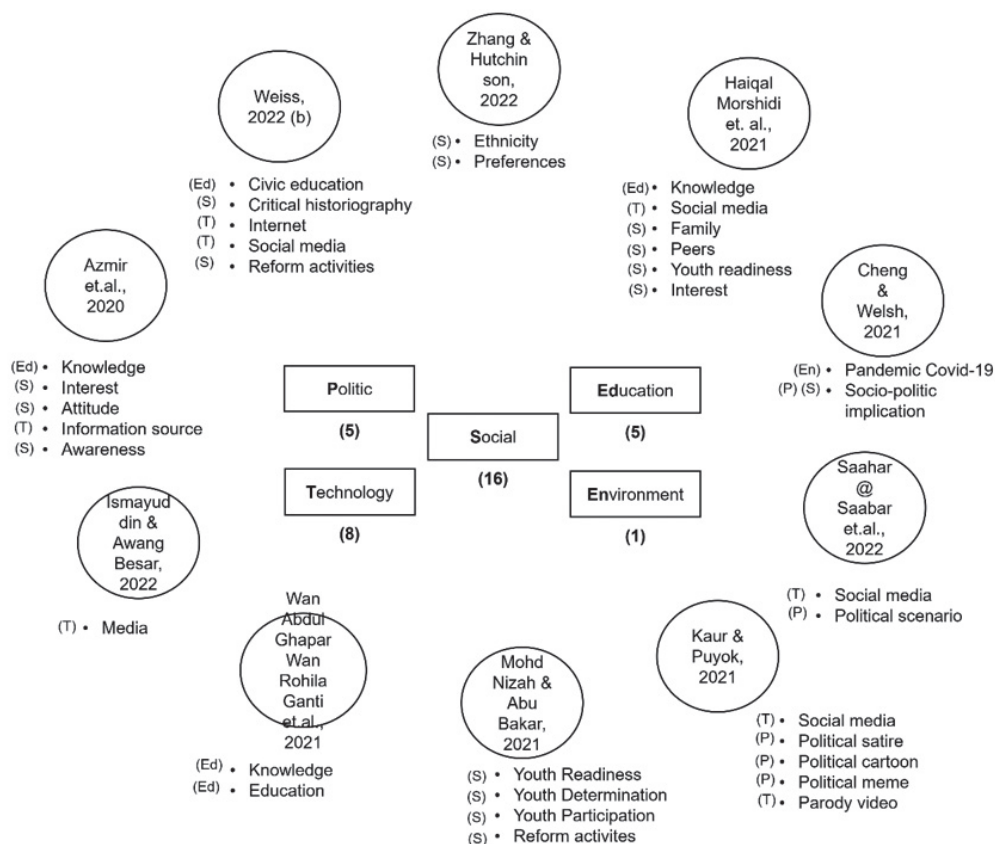 Zhang &
Hutchin
son,
2022
(S) • Ethnicity
(S) • Preferences
Weiss,
2022 (b)
(Ed) • Civic education
(S) • Critical historiography
(T) • Internet
(T) • Social media
(S) • Reform activities
Haiqal
Morshidi
et. al.,
2021
(Ed) • Knowledge
(T) • Social media
(S) • Family
(S) • Peers
(S) • Youth readiness
(S) • Interest
Azmir
et.al.,
2020
(Ed) • Knowledge
(S) • Interest
(S) • Attitude
(T) • Information source
(S) • Awareness
Cheng
&
Welsh,
2021
(En) • Pandemic Covid-19
(P) (S) • Socio-politic
implication
Politic
(5)
Education
(5)
Social
(16)
Technology
(8)
Environment
(1)
Ismayud
din &
Awang
Besar,
2022
(T) • Media
Saahar
@
Saabar
et.al.,
2022
(T) • Social media
(P) • Political scenario
Wan
Abdul
Ghapar
Wan
Rohila
Ganti
et.al.,
2021
(Ed) • Knowledge
(Ed) • Education
Mohd
Nizah &
Abu
Bakar,
2021
(S) • Youth Readiness
(S) • Youth Determination
(S) • Youth Participation
(S) • Reform activites
Kaur &
Puyok,
2021
(T) • Social media
(P) • Political satire
(P) • Political cartoon
(P) • Political meme
(T) • Parody video